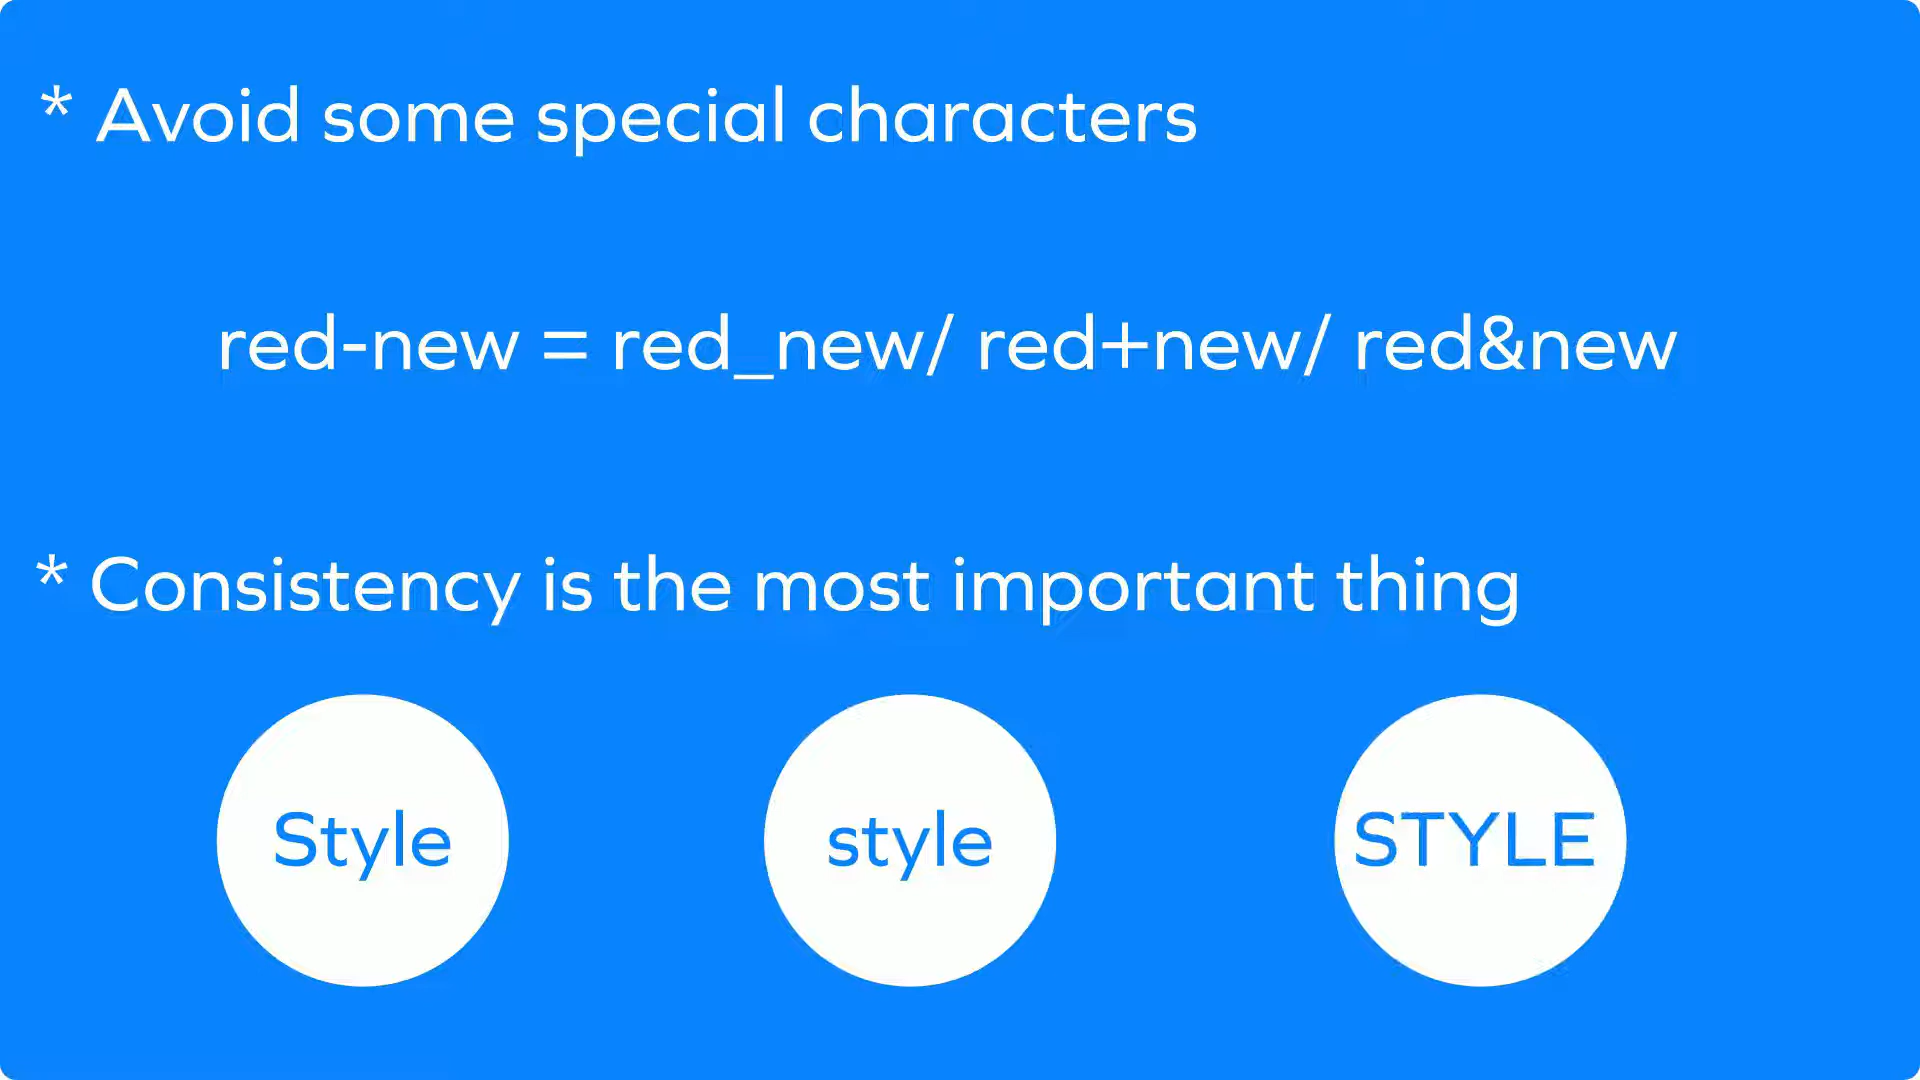 * Avoid some special characters
red-new = red_new/ red+new/ red&new
* Consistency is the most important thing
Style
style
STYLE